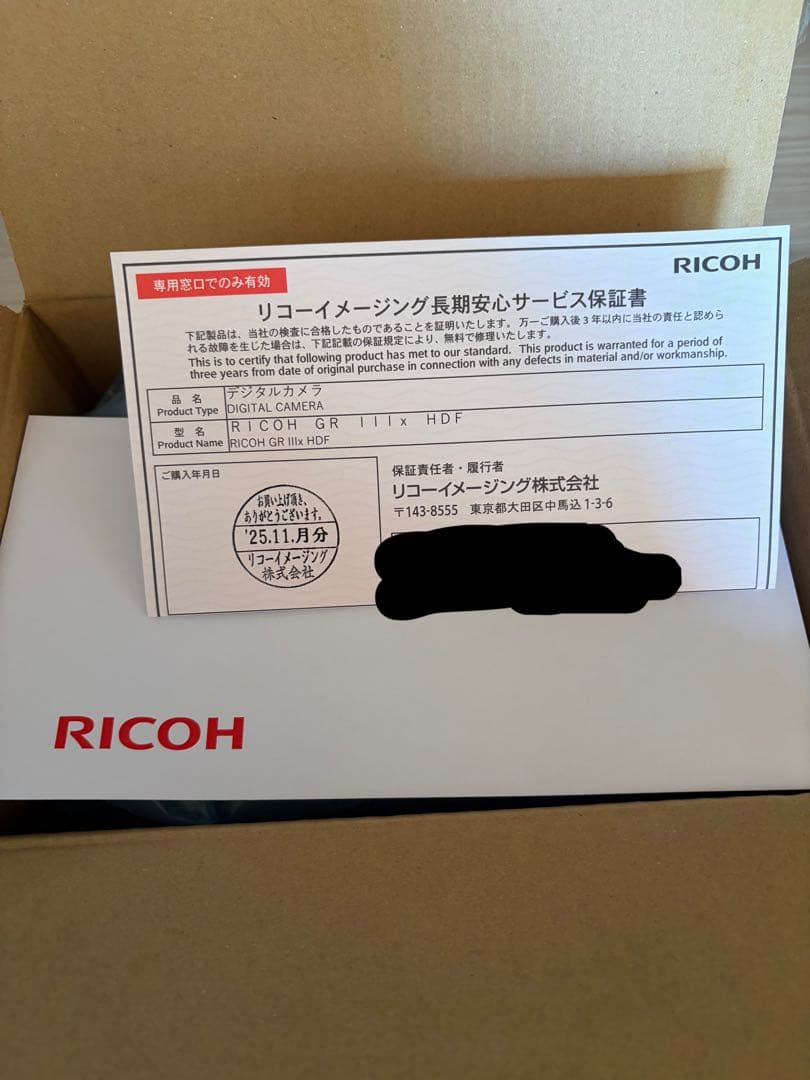 専用窓口でのみ有効
RICOH
リコーイメージング長期安心サービス保証書
下記製品は、当社の検査に合格したものであることを証明いたします。万一ご購入後3年以内に当社の責任と認めら
れる故障を生じた場合は、下記記載の保証規定により、無料で修理いたします。
This is to certify that following product has met to our standard. This product is warranted for a period of
three years from date of original purchase in connection with any defects in material and/or workmanship.
品 名 デジタルカメラ
Product Type DIGITAL CAMERA
型 名 RICOH GR IIIx HDF
Product Name RICOH GR IIIx HDF
ご購入年月日
お買い上げ頂き、
ありがとうございます。
'25.11.月分
リコーイメージング
株式会社
保証責任者・履行者
リコーイメージング株式会社
〒143-8555 東京都大田区中馬込1-3-6
RICOH